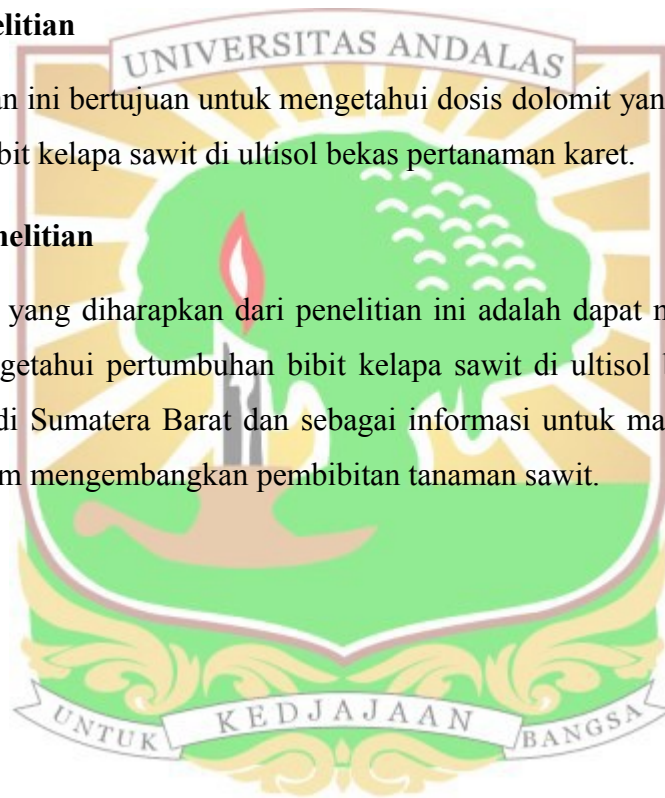 elitian
UNIVERSITAS ANDALAS
an ini bertujuan untuk mengetahui dosis dolomit yan
bit kelapa sawit di ultisol bekas pertanaman karet.
nelitian
yang diharapkan dari penelitian ini adalah dapat m
getahui pertumbuhan bibit kelapa sawit di ultisol b
di Sumatera Barat dan sebagai informasi untuk ma
m mengembangkan pembibitan tanaman sawit.
UNTUK KEDJAJAAN BANGSA